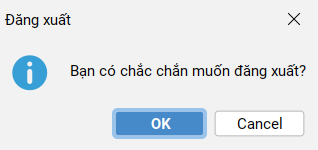 Đăng xuất
Bạn có chắc chắn muốn đăng xuất?
OK Cancel